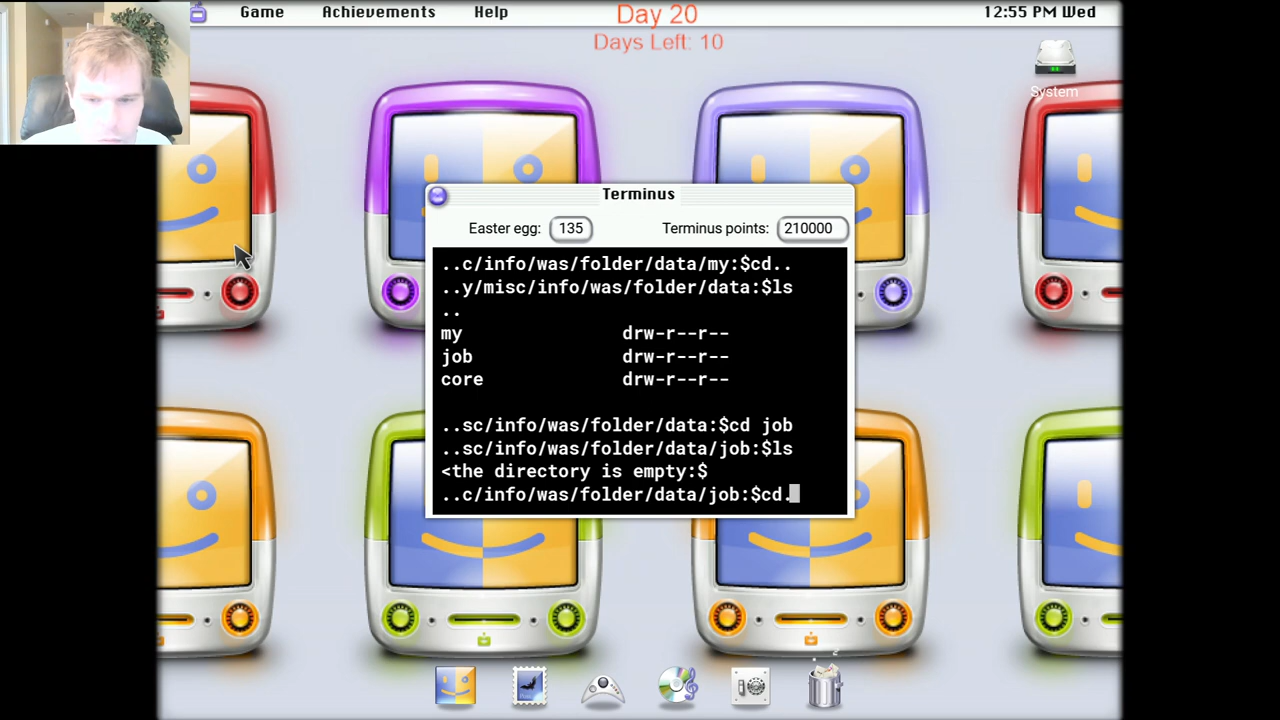 Game Achievements Help
Day 20
12:55 PM Wed
Days Left: 10
System
Terminus
Easter egg: 135
Terminus points: 210000
..c/info/was/folder/data/my:$cd..
..y/misc/info/was/folder/data:$ls
..
my drw-r--r--
job drw-r--r--
core drw-r--r--
..sc/info/was/folder/data:$cd job
..sc/info/was/folder/data/job:$ls
<the directory is empty:$
..c/info/was/folder/data/job:$cd.